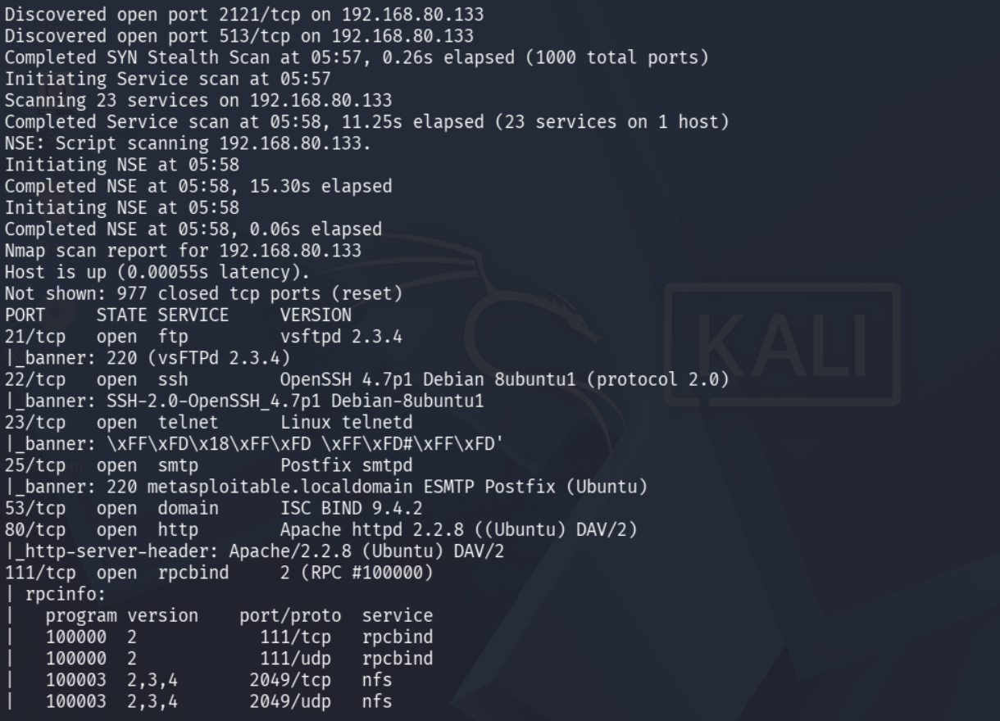 Discovered open port 2121/tcp on 192.168.80.133
Discovered open port 513/tcp on 192.168.80.133
Completed SYN Stealth Scan at 05:57, 0.26s elapsed (1000 total ports)
Initiating Service scan at 05:57
Scanning 23 services on 192.168.80.133
Completed Service scan at 05:58, 11.25s elapsed (23 services on 1 host)
NSE: Script scanning 192.168.80.133.
Initiating NSE at 05:58
Completed NSE at 05:58, 15.30s elapsed
Initiating NSE at 05:58
Completed NSE at 05:58, 0.06s elapsed
Nmap scan report for 192.168.80.133
Host is up (0.00055s latency).
Not shown: 977 closed tcp ports (reset)
PORT     STATE SERVICE     VERSION
21/tcp   open  ftp         vsftpd 2.3.4
|_banner: 220 (vsFTPd 2.3.4)
22/tcp   open  ssh         OpenSSH 4.7p1 Debian 8ubuntu1 (protocol 2.0)
|_banner: SSH-2.0-OpenSSH_4.7p1 Debian-8ubuntu1
23/tcp   open  telnet      Linux telnetd
|_banner: \xFF\xFD\x18\xFF\xFD \xFF\xFD#\xFF\xFD'
25/tcp   open  smtp        Postfix smtpd
|_banner: 220 metasploitable.localdomain ESMTP Postfix (Ubuntu)
53/tcp   open  domain      ISC BIND 9.4.2
80/tcp   open  http        Apache httpd 2.2.8 ((Ubuntu) DAV/2)
|_http-server-header: Apache/2.2.8 (Ubuntu) DAV/2
111/tcp  open  rpcbind     2 (RPC #100000)
| rpcinfo:
|   program version    port/proto  service
|   100000  2            111/tcp   rpcbind
|   100000  2            111/udp   rpcbind
|   100003  2,3,4       2049/tcp   nfs
|   100003  2,3,4       2049/udp   nfs
KALI